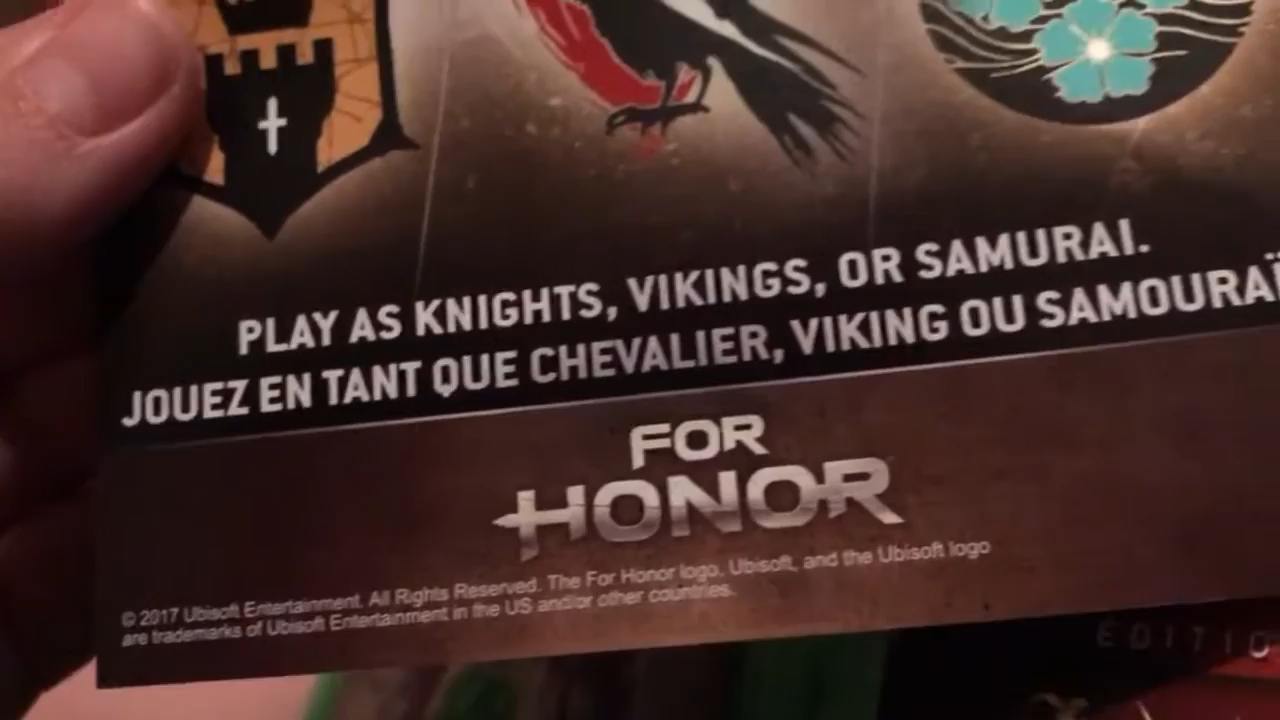 PLAY AS KNIGHTS, VIKINGS, OR SAMURAI.
JOUEZ EN TANT QUE CHEVALIER, VIKING OU SAMOURAÏ
FOR
HONOR
© 2017 Ubisoft Entertainment. All Rights Reserved. The For Honor logo, Ubisoft, and the Ubisoft logo
are trademarks of Ubisoft Entertainment in the US and/or other countries.
EDITIO